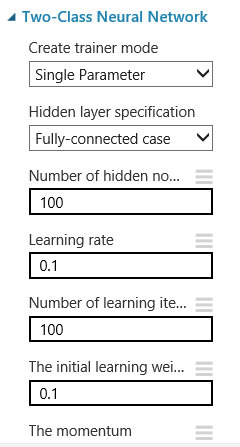 Two-Class Neural Network
Create trainer mode
Single Parameter
Hidden layer specification
Fully-connected case
Number of hidden no...
100
Learning rate
0.1
Number of learning ite...
100
The initial learning wei...
0.1
The momentum